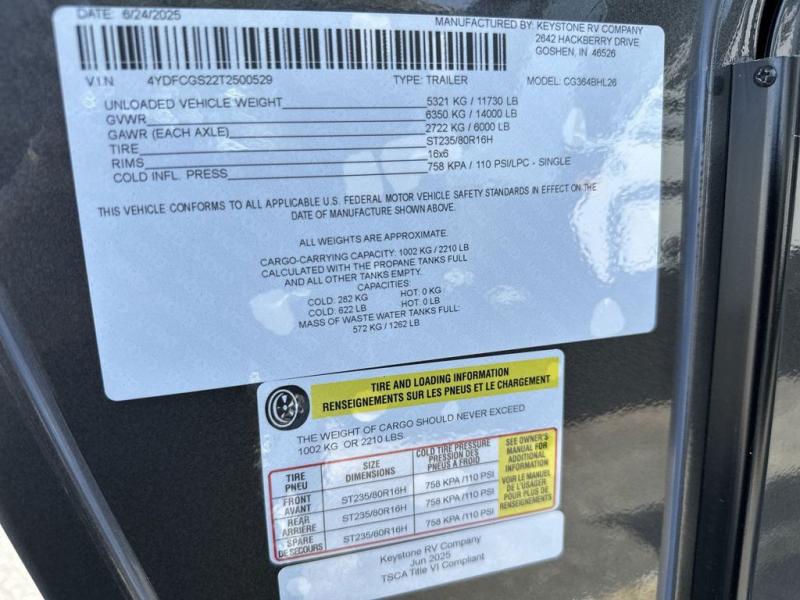 DATE: 6/24/2025
MANUFACTURED BY: KEYSTONE RV COMPANY
2642 HACKBERRY DRIVE
GOSHEN, IN 46526
VIN 4YDFCGS22T2500529 TYPE: TRAILER MODEL: CG364BHL26
UNLOADED VEHICLE WEIGHT 5321 KG / 11730 LB
GVWR 6350 KG / 14000 LB
GAWR (EACH AXLE) 2722 KG / 6000 LB
TIRE ST235/80R16H
RIMS 16x6
COLD INFL. PRESS 758 KPA / 110 PSI/LPC - SINGLE
THIS VEHICLE CONFORMS TO ALL APPLICABLE U.S. FEDERAL MOTOR VEHICLE SAFETY STANDARDS IN EFFECT ON THE
DATE OF MANUFACTURE SHOWN ABOVE.
ALL WEIGHTS ARE APPROXIMATE.
CARGO-CARRYING CAPACITY: 1002 KG / 2210 LB
CALCULATED WITH THE PROPANE TANKS FULL
AND ALL OTHER TANKS EMPTY.
CAPACITIES:
COLD: 282 KG HOT: 0 KG
COLD: 622 LB HOT: 0 LB
MASS OF WASTE WATER TANKS FULL:
572 KG / 1262 LB
TIRE AND LOADING INFORMATION
RENSEIGNEMENTS SUR LES PNEUS ET LE CHARGEMENT
THE WEIGHT OF CARGO SHOULD NEVER EXCEED
1002 KG OR 2210 LBS
TIRE
PNEU
SIZE
DIMENSIONS
COLD TIRE PRESSURE
PRESSION DES
PNEUS A FROID
FRONT
AVANT
ST235/80R16H
758 KPA /110 PSI
REAR
ARRIÈRE
ST235/80R16H
758 KPA /110 PSI
SPARE
DE SECOURS
ST235/80R16H
758 KPA /110 PSI
SEE OWNER'S
MANUAL FOR
ADDITIONAL
INFORMATION
VOIR LE MANUEL
DE L'USAGER
POUR PLUS DE
RENSEIGNEMENTS
Keystone RV Company
Jun 2025
TSCA Title VI Compliant